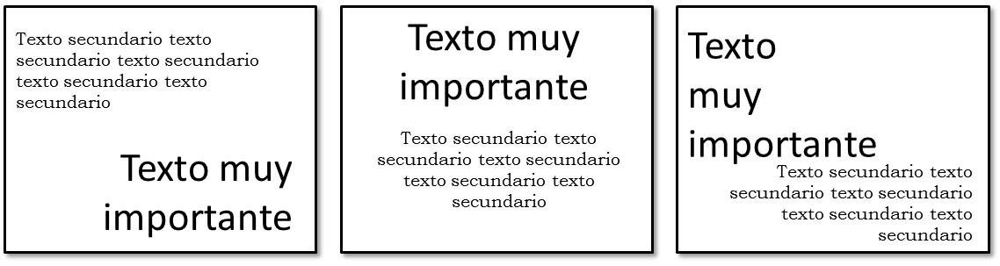 Texto secundario texto
secundario texto secundario
texto secundario texto
secundario
Texto muy
importante
Texto muy
importante
Texto secundario texto
secundario texto secundario
texto secundario texto
secundario
Texto
muy
importante
Texto secundario texto
secundario texto secundario
texto secundario texto
secundario